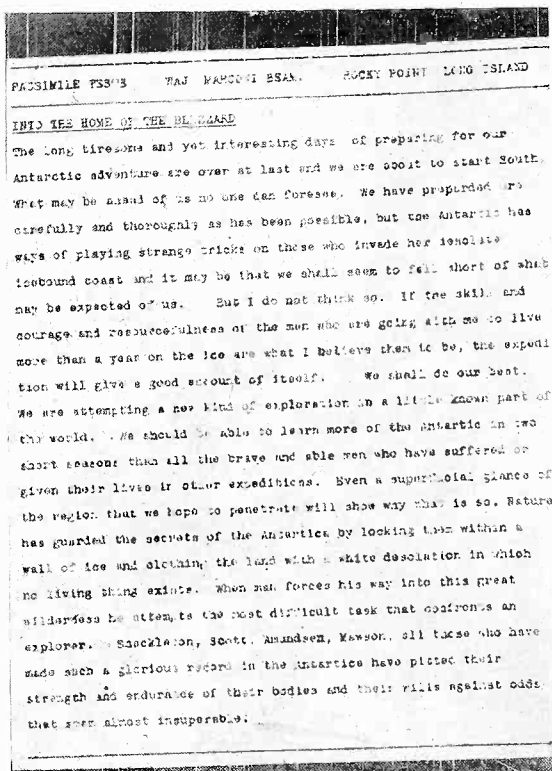 FACSIMILE WAJ MARCONI BEAM. ROCKY POINT LONG ISLAND
INTO THE HOME OF THE BLIZZARD
The long tiresome and yet interesting days of preparing for our
Antarctic adventure are over at last and we are about to start South.
What may be ahead of us no one can foresee. We have prepared
carefully and thoroughly as has been possible, but the Antartic has
ways of playing strange tricks on those who invade her desolate
icebound coast and it may be that we shall seem to fall short of what
may be expected of us. But I do not think so. If the skill and
courage and resourcefulness of the men who are going with me to live
more than a year on the ice are what I believe them to be, the expedi
tion will give a good account of itself. We shall do our best.
We are attempting a new kind of exploration in a little known part of
the world. We should be able to learn more of the Antartic in two
short seasons than all the brave and able men who have suffered or
given their lives in other expeditions. Even a superficial glance of
the region that we hope to penetrate will show why this is so. Nature
has guarded the secrets of the Antartica by locking them within a
wall of ice and clothing the land with a white desolation in which
no living thing exists. When man forces his way into this great
wilderness he attempts the most difficult task that confronts an
explorer. Shackleton, Scott, Amundsen, Mawson, all those who have
made such a glorious record in the Antartics have pitted their
strength and endurance of their bodies and their wills against odds
that seem almost insuperable.